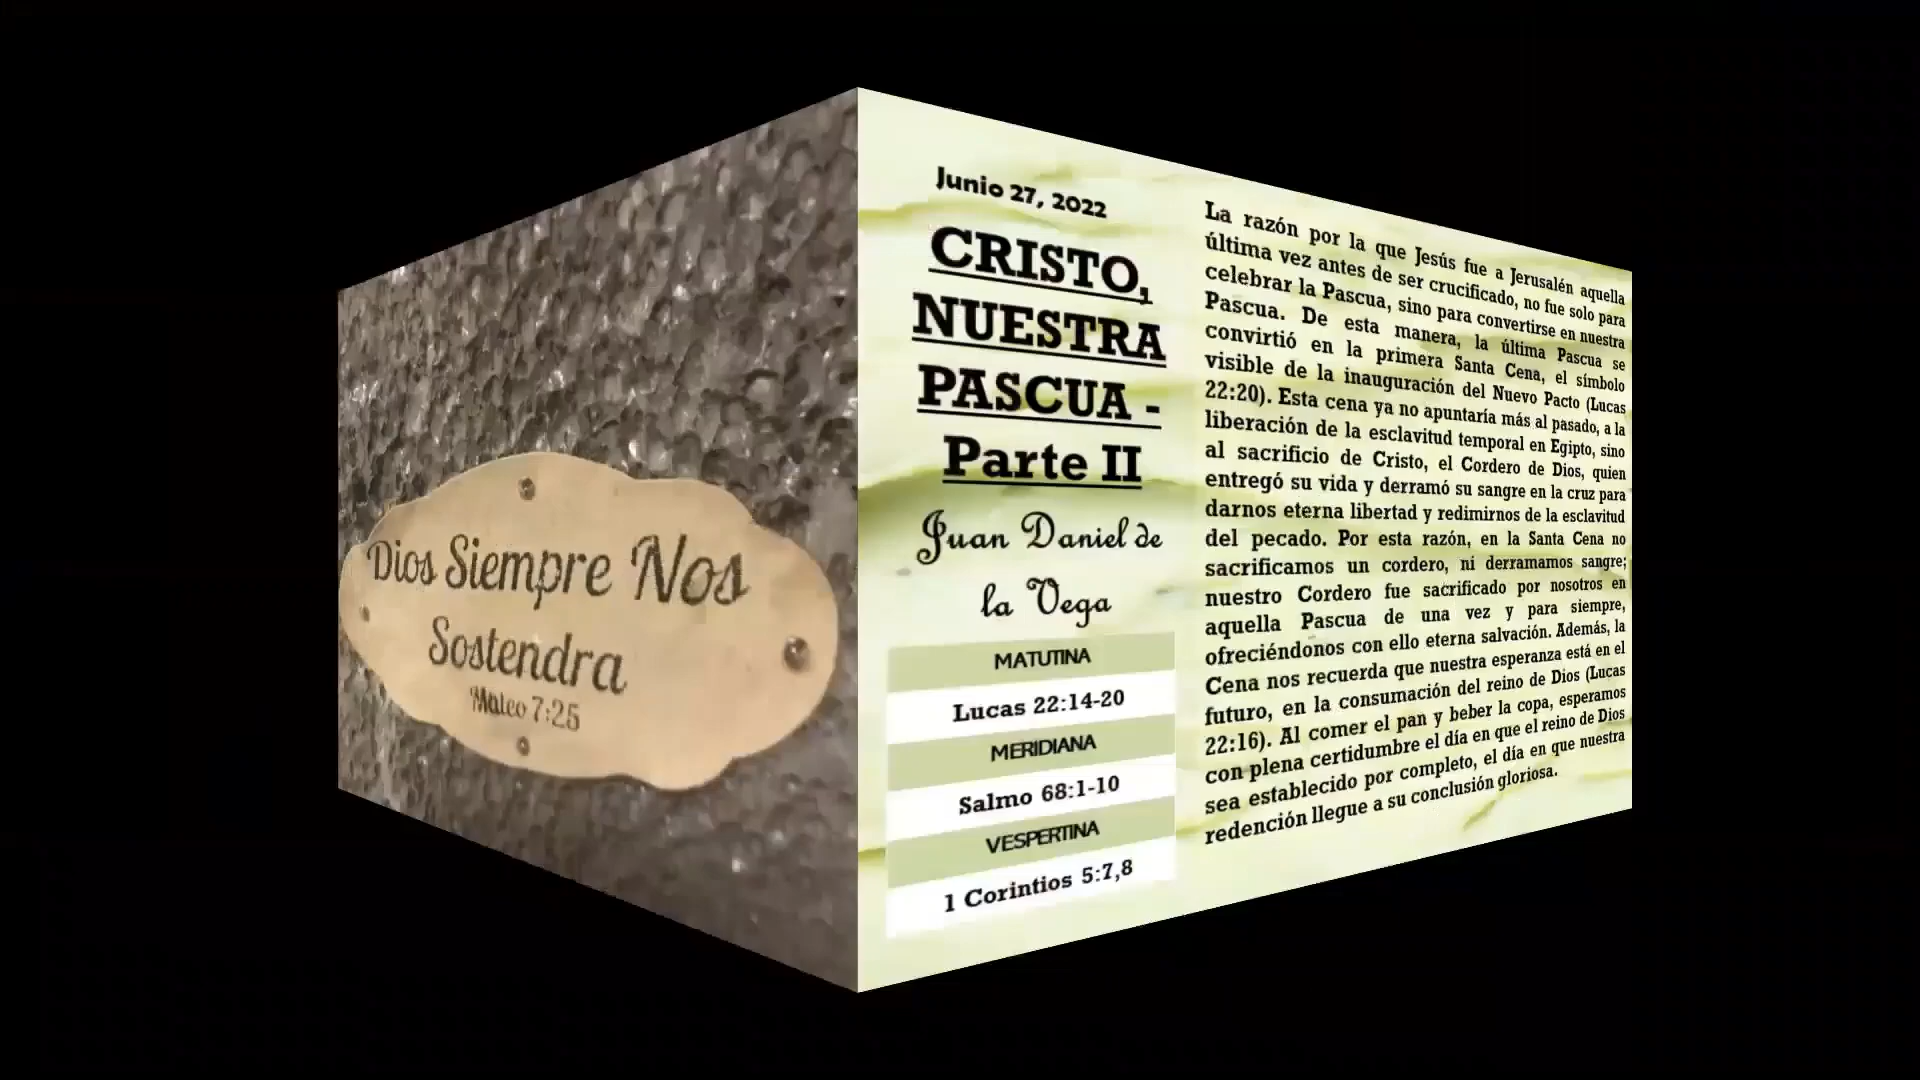 Dios Siempre Nos
Sostendra
Mateo 7:25
Junio 27, 2022
CRISTO,
NUESTRA
PASCUA -
Parte II
Juan Daniel de
la Vega
MATUTINA
Lucas 22:14-20
MERIDIANA
Salmo 68:1-10
VESPERTINA
1 Corintios 5:7,8
La razón por la que Jesús fue a Jerusalén aquella
última vez antes de ser crucificado, no fue solo para
celebrar la Pascua, sino para convertirse en nuestra
Pascua. De esta manera, la última Pascua se
convirtió en la primera Santa Cena, el símbolo
visible de la inauguración del Nuevo Pacto (Lucas
22:20). Esta cena ya no apuntaría más al pasado, a la
liberación de la esclavitud temporal en Egipto, sino
al sacrificio de Cristo, el Cordero de Dios, quien
entregó su vida y derramó su sangre en la cruz para
darnos eterna libertad y redimirnos de la esclavitud
del pecado. Por esta razón, en la Santa Cena no
sacrificamos un cordero, ni derramamos sangre;
nuestro Cordero fue sacrificado por nosotros en
aquella Pascua de una vez y para siempre,
ofreciéndonos con ello eterna salvación. Además, la
Cena nos recuerda que nuestra esperanza está en el
futuro, en la consumación del reino de Dios (Lucas
22:16). Al comer el pan y beber la copa, esperamos
con plena certidumbre el día en que el reino de Dios
sea establecido por completo, el día en que nuestra
redención llegue a su conclusión gloriosa.